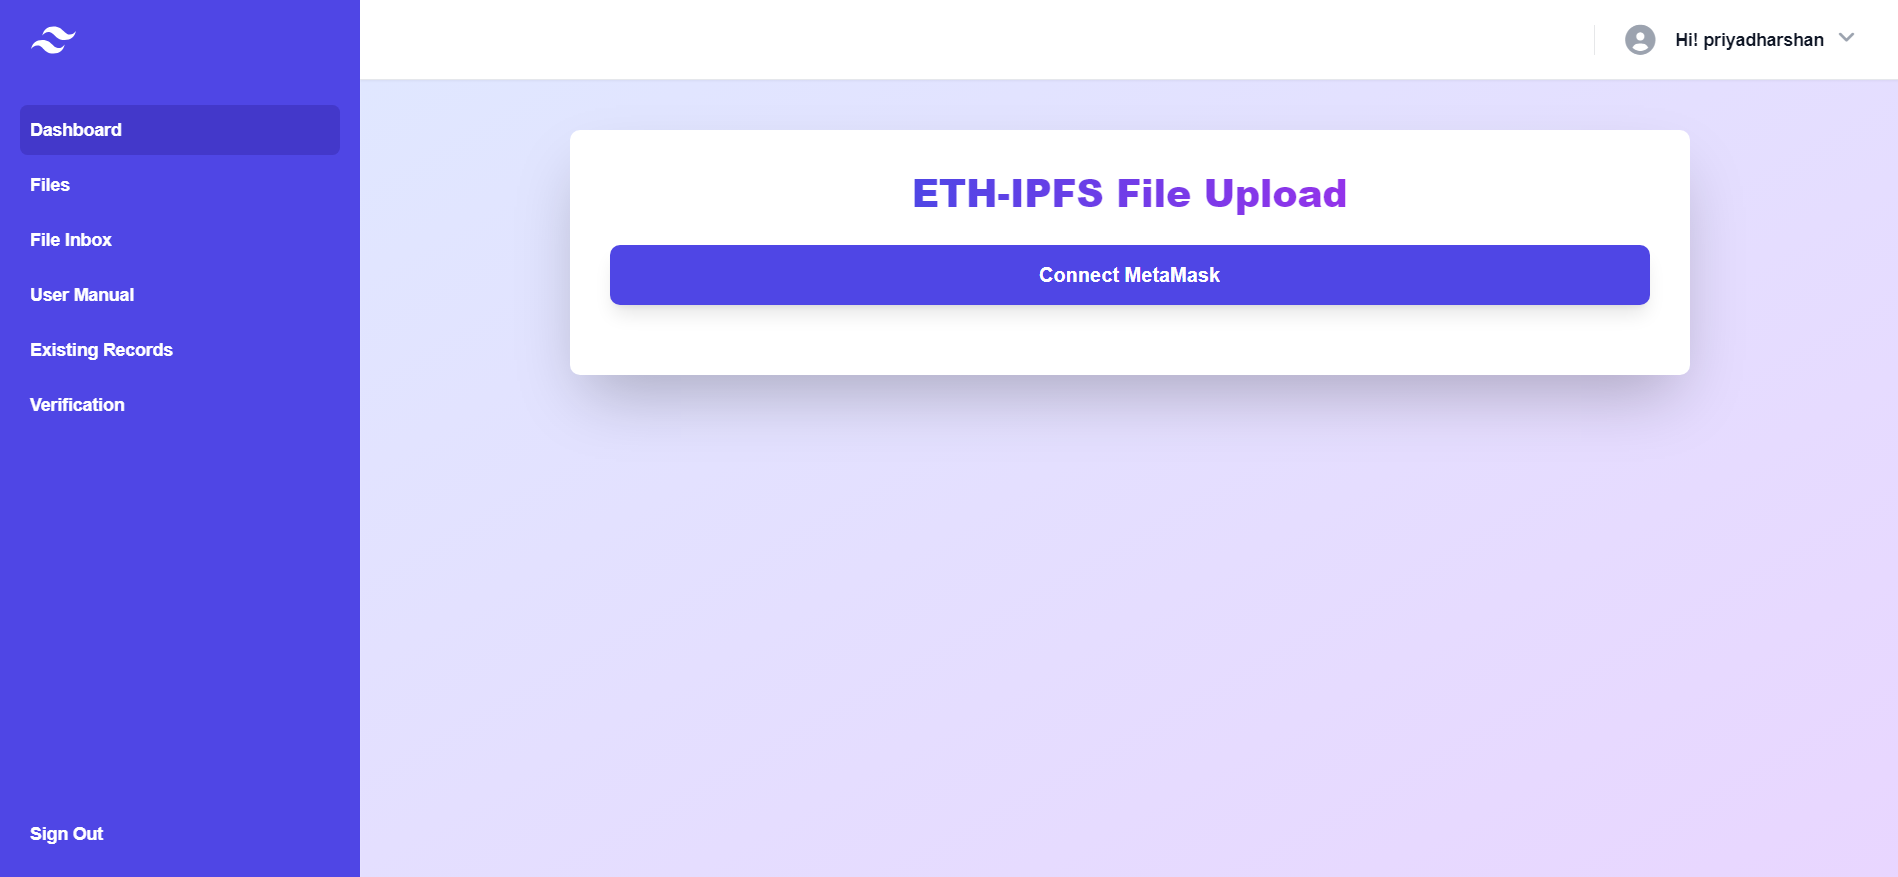 Hi! priyadharshan
Dashboard
Files
File Inbox
User Manual
Existing Records
Verification
Sign Out
ETH-IPFS File Upload
Connect MetaMask